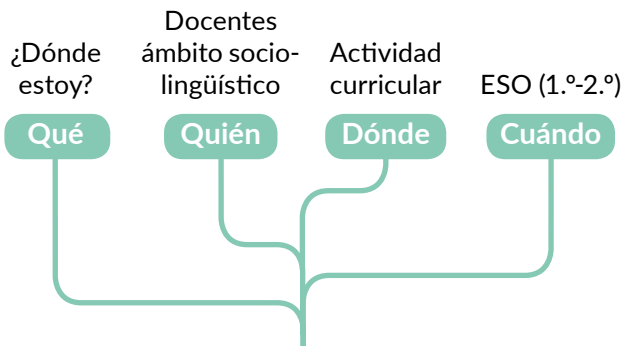 ¿Dónde
estoy?
Qué
Docentes
ámbito socio-
lingüístico
Quién
Actividad
curricular
Dónde
ESO (1.º-2.º)
Cuándo